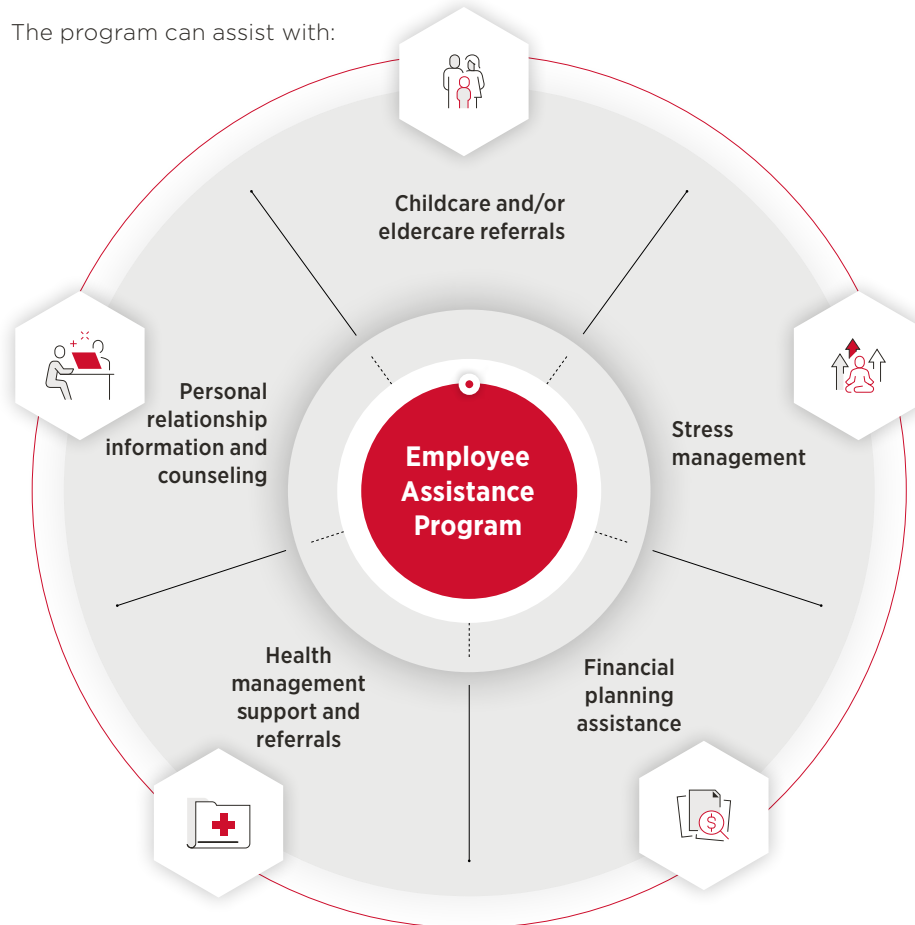 The program can assist with:
Childcare and/or
eldercare referrals
Stress
management
Financial
planning
assistance
Health
management
support and
referrals
Personal
relationship
information and
counseling
Employee
Assistance
Program
$